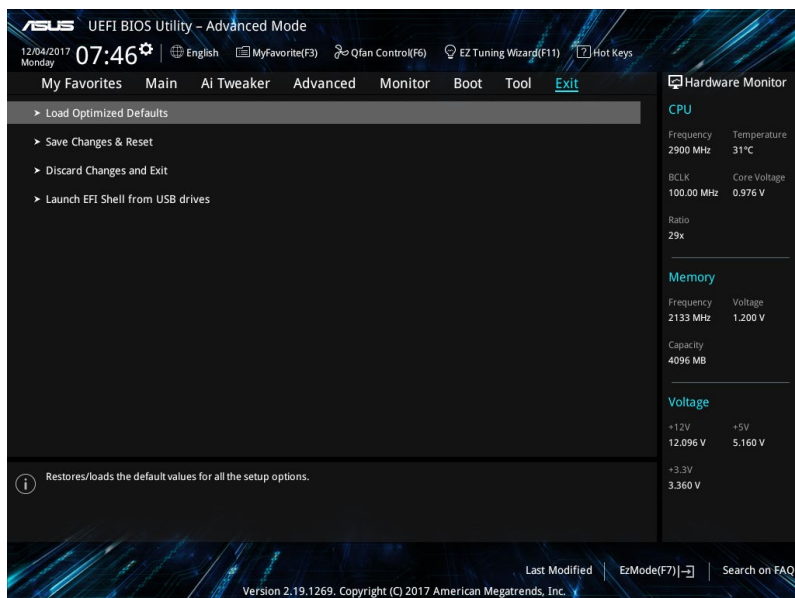 ASUS UEFI BIOS Utility – Advanced Mode
12/04/2017 Monday 07:46 English MyFavorite(F3) Qfan Control(F6) EZ Tuning Wizard(F11) ? Hot Keys
My Favorites Main Ai Tweaker Advanced Monitor Boot Tool Exit
Load Optimized Defaults
Save Changes & Reset
Discard Changes and Exit
Launch EFI Shell from USB drives
Hardware Monitor
CPU
Frequency Temperature
2900 MHz 31°C
BCLK Core Voltage
100.00 MHz 0.976 V
Ratio
29x
Memory
Frequency Voltage
2133 MHz 1.200 V
Capacity
4096 MB
Voltage
+12V +5V
12.096 V 5.160 V
+3.3V
3.360 V
i Restores/loads the default values for all the setup options.
Last Modified EzMode(F7) Search on FAQ
Version 2.19.1269. Copyright (C) 2017 American Megatrends, Inc.